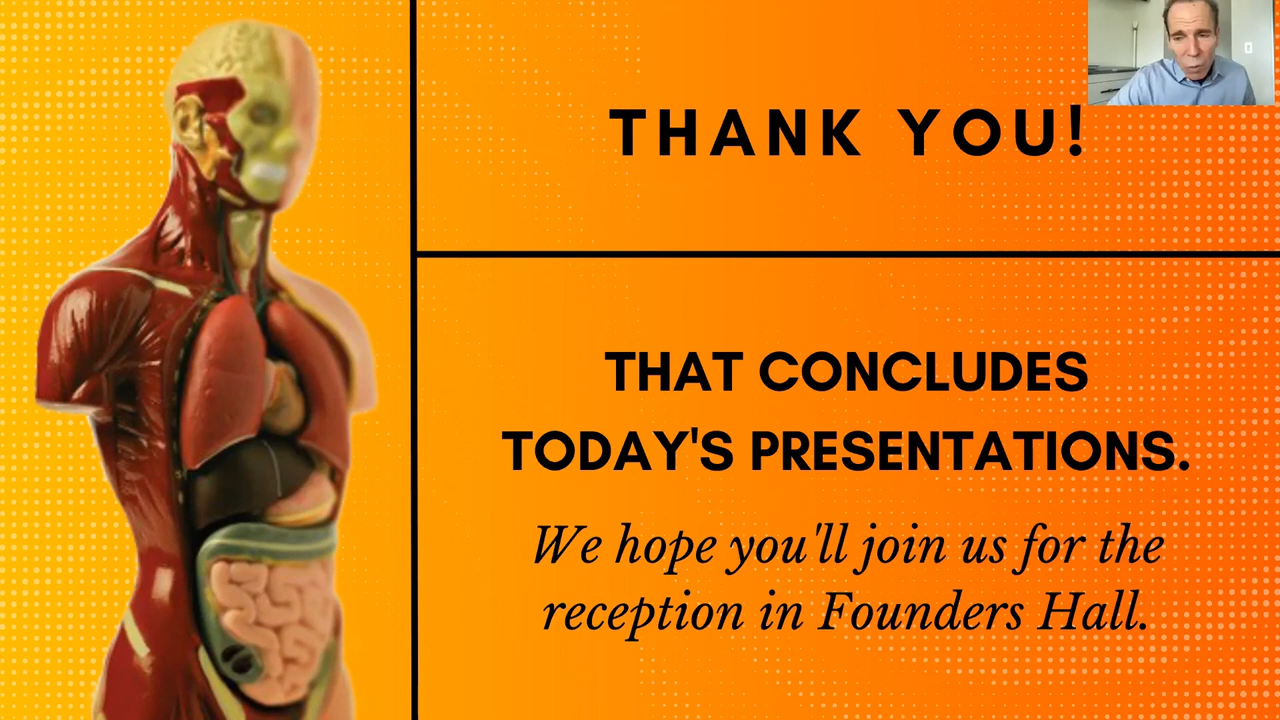 THANK YOU!
THAT CONCLUDES
TODAY'S PRESENTATIONS.
We hope you'll join us for the
reception in Founders Hall.